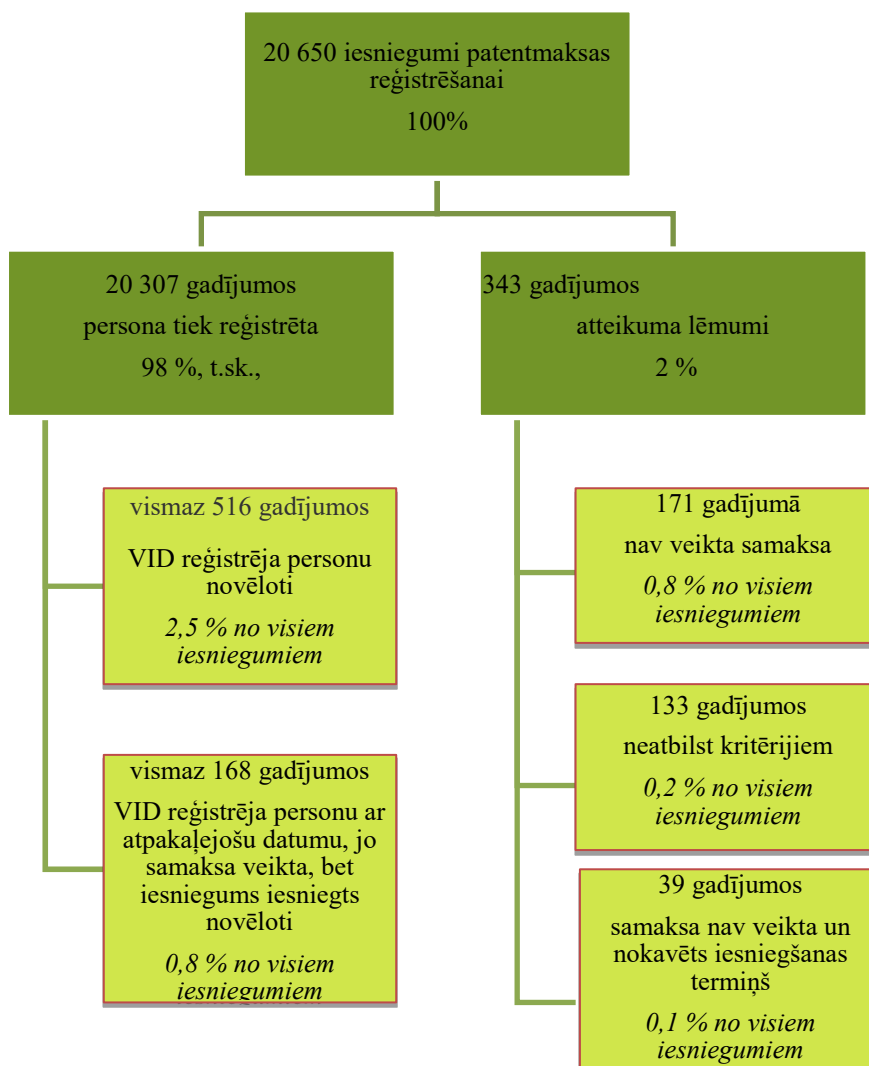 20 650 iesniegumi patentmaksas
reģistrēšanai
100%
20 307 gadījumos
persona tiek reģistrēta
98 %, t.sk.,
343 gadījumos
atteikuma lēmumi
2 %
vismaz 516 gadījumos
VID reģistrēja personu
novēloti
2,5 % no visiem
iesniegumiem
vismaz 168 gadījumos
VID reģistrēja personu ar
atpakaļejošu datumu, jo
samaksa veikta, bet
iesniegums iesniegts
novēloti
0,8 % no visiem
iesniegumiem
171 gadījumā
nav veikta samaksa
0,8 % no visiem
iesniegumiem
133 gadījumos
neatbilst kritērijiem
0,2 % no visiem
iesniegumiem
39 gadījumos
samaksa nav veikta un
nokavēts iesniegšanas
termiņš
0,1 % no visiem
iesniegumiem